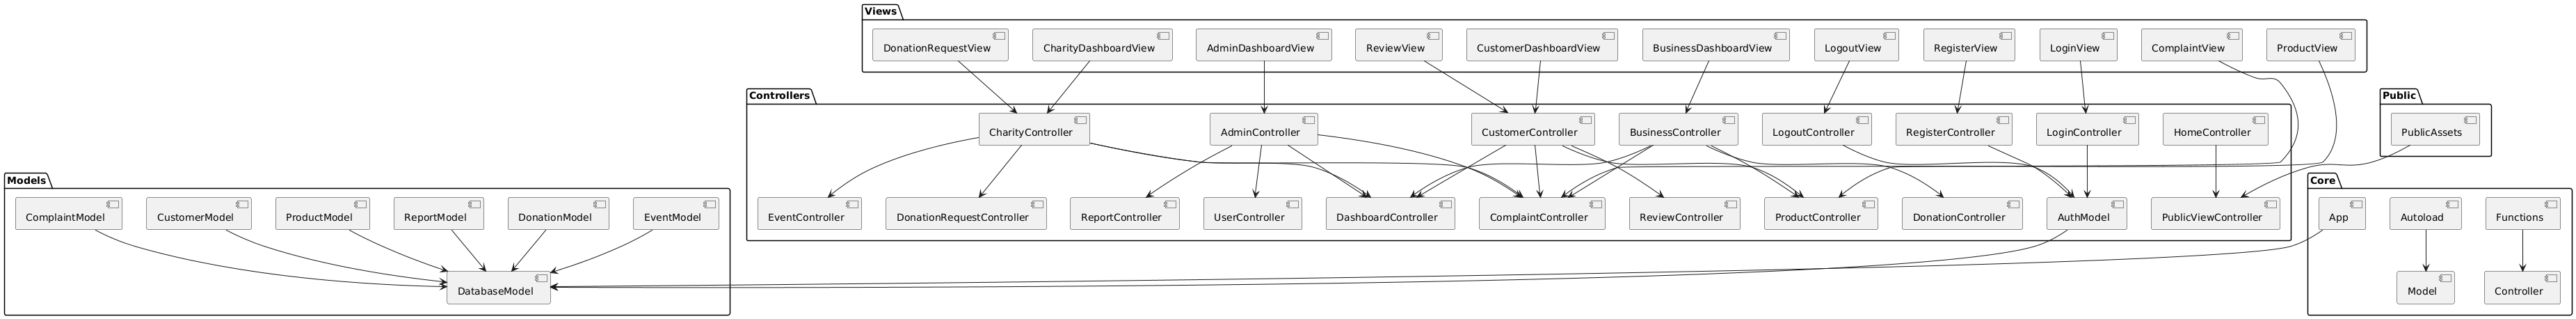 Views
DonationRequestView
CharityDashboardView
AdminDashboardView
ReviewView
CustomerDashboardView
BusinessDashboardView
LogoutView
RegisterView
LoginView
ComplaintView
ProductView
Controllers
CharityController
AdminController
CustomerController
BusinessController
LogoutController
RegisterController
LoginController
HomeController
Public
PublicAssets
Models
ComplaintModel
CustomerModel
ProductModel
ReportModel
DonationModel
EventModel
EventController
DonationRequestController
ReportController
UserController
DashboardController
ComplaintController
ReviewController
ProductController
DonationController
AuthModel
PublicViewController
Core
App
Autoload
Functions
DatabaseModel
Model
Controller